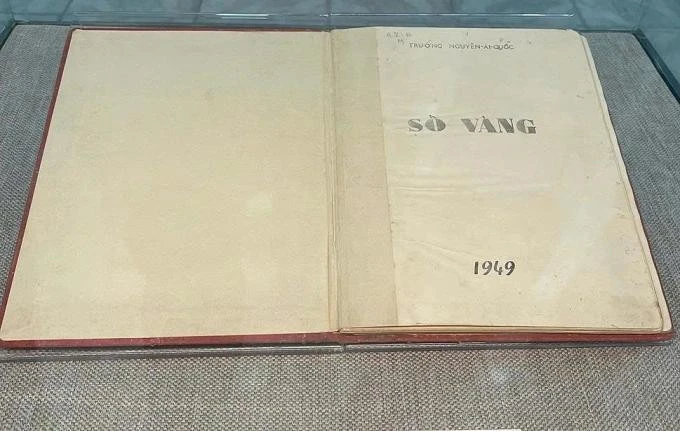 TRƯỜNG NGUYỄN-ÁI-QUỐC
SỔ VÀNG
1949